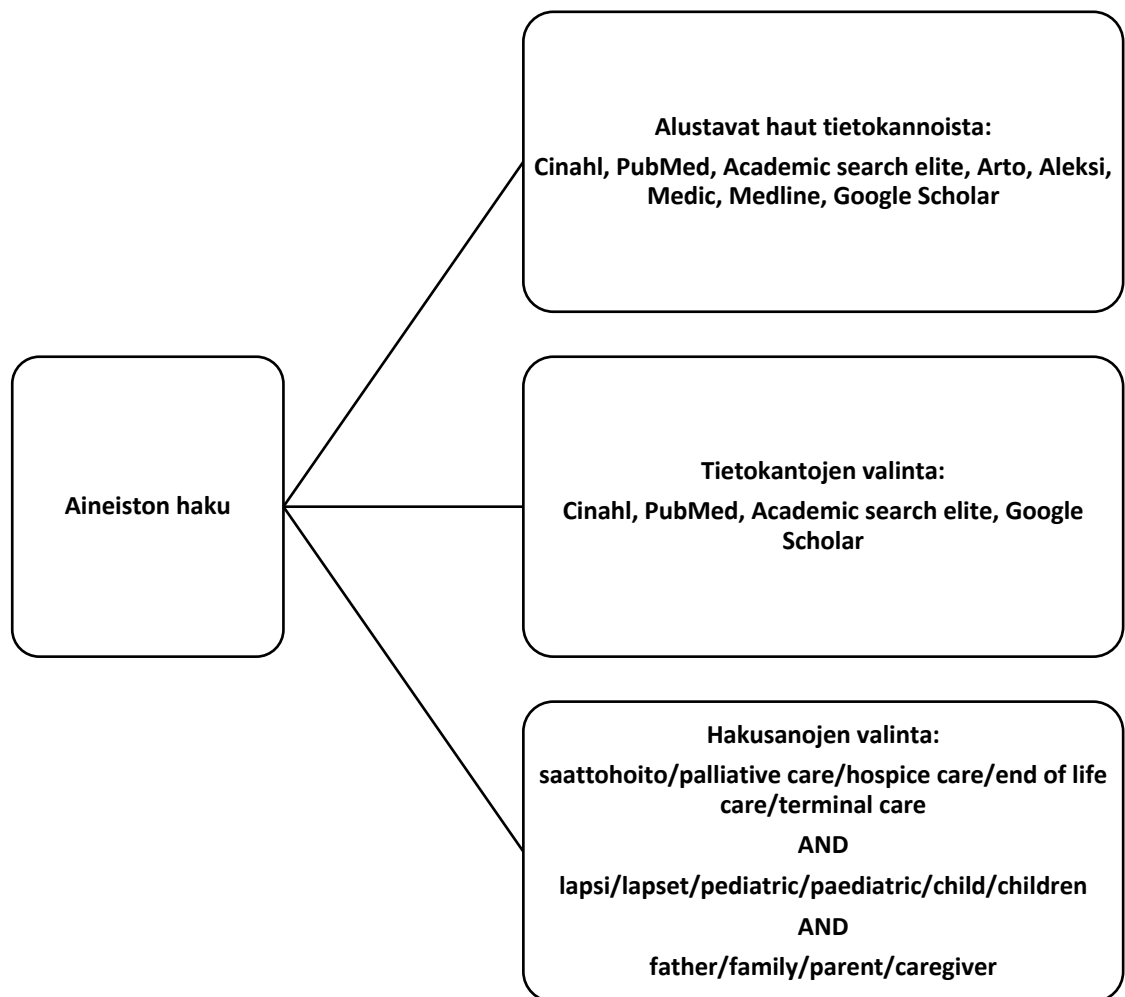 Alustavat haut tietokannoista:
Cinahl, PubMed, Academic search elite, Arto, Aleksi,
Medic, Medline, Google Scholar
Aineiston haku
Tietokantojen valinta:
Cinahl, PubMed, Academic search elite, Google
Scholar
Hakusanojen valinta:
saattohoito/palliative care/hospice care/end of life
care/terminal care
AND
lapsi/lapset/pediatric/paediatric/child/children
AND
father/family/parent/caregiver